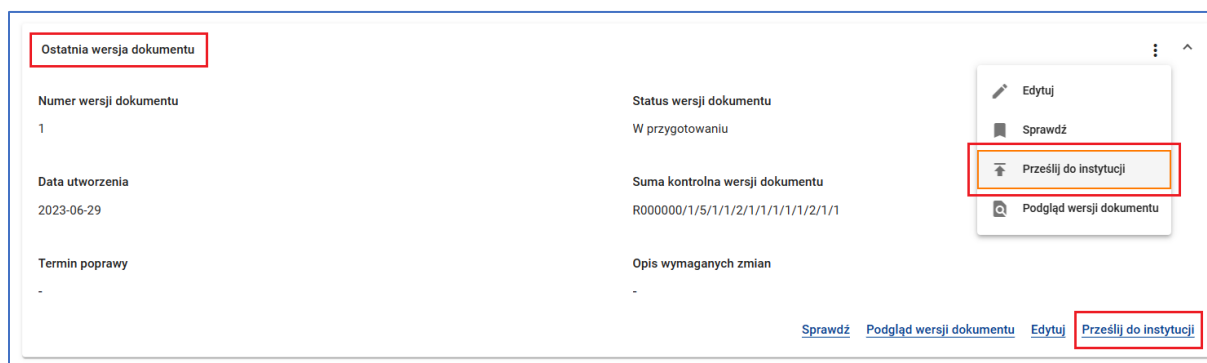 Ostatnia wersja dokumentu
Edytuj
Numer wersji dokumentu
Status wersji dokumentu
1
W przygotowaniu
Sprawdź
Prześlij do instytucji
Data utworzenia
Suma kontrolna wersji dokumentu
2023-06-29
R000000/1/5/1/1/2/1/1/1/1/1/2/1/1
Podgląd wersji dokumentu
Termin poprawy
Opis wymaganych zmian
-
-
Sprawdź Podgląd wersji dokumentu Edytuj Prześlij do instytucji